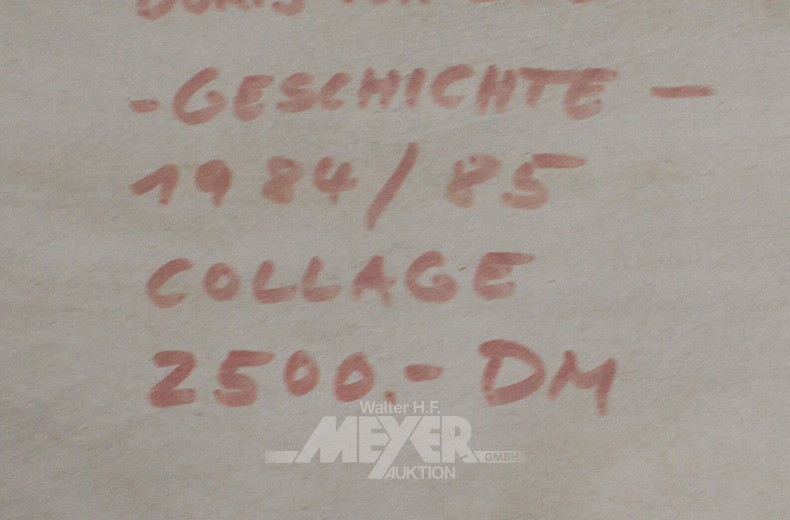 -GESCHICHTE-
1984/85
COLLAGE
2500.- DM
Walter H.F.
MEYER GMBH
AUKTION